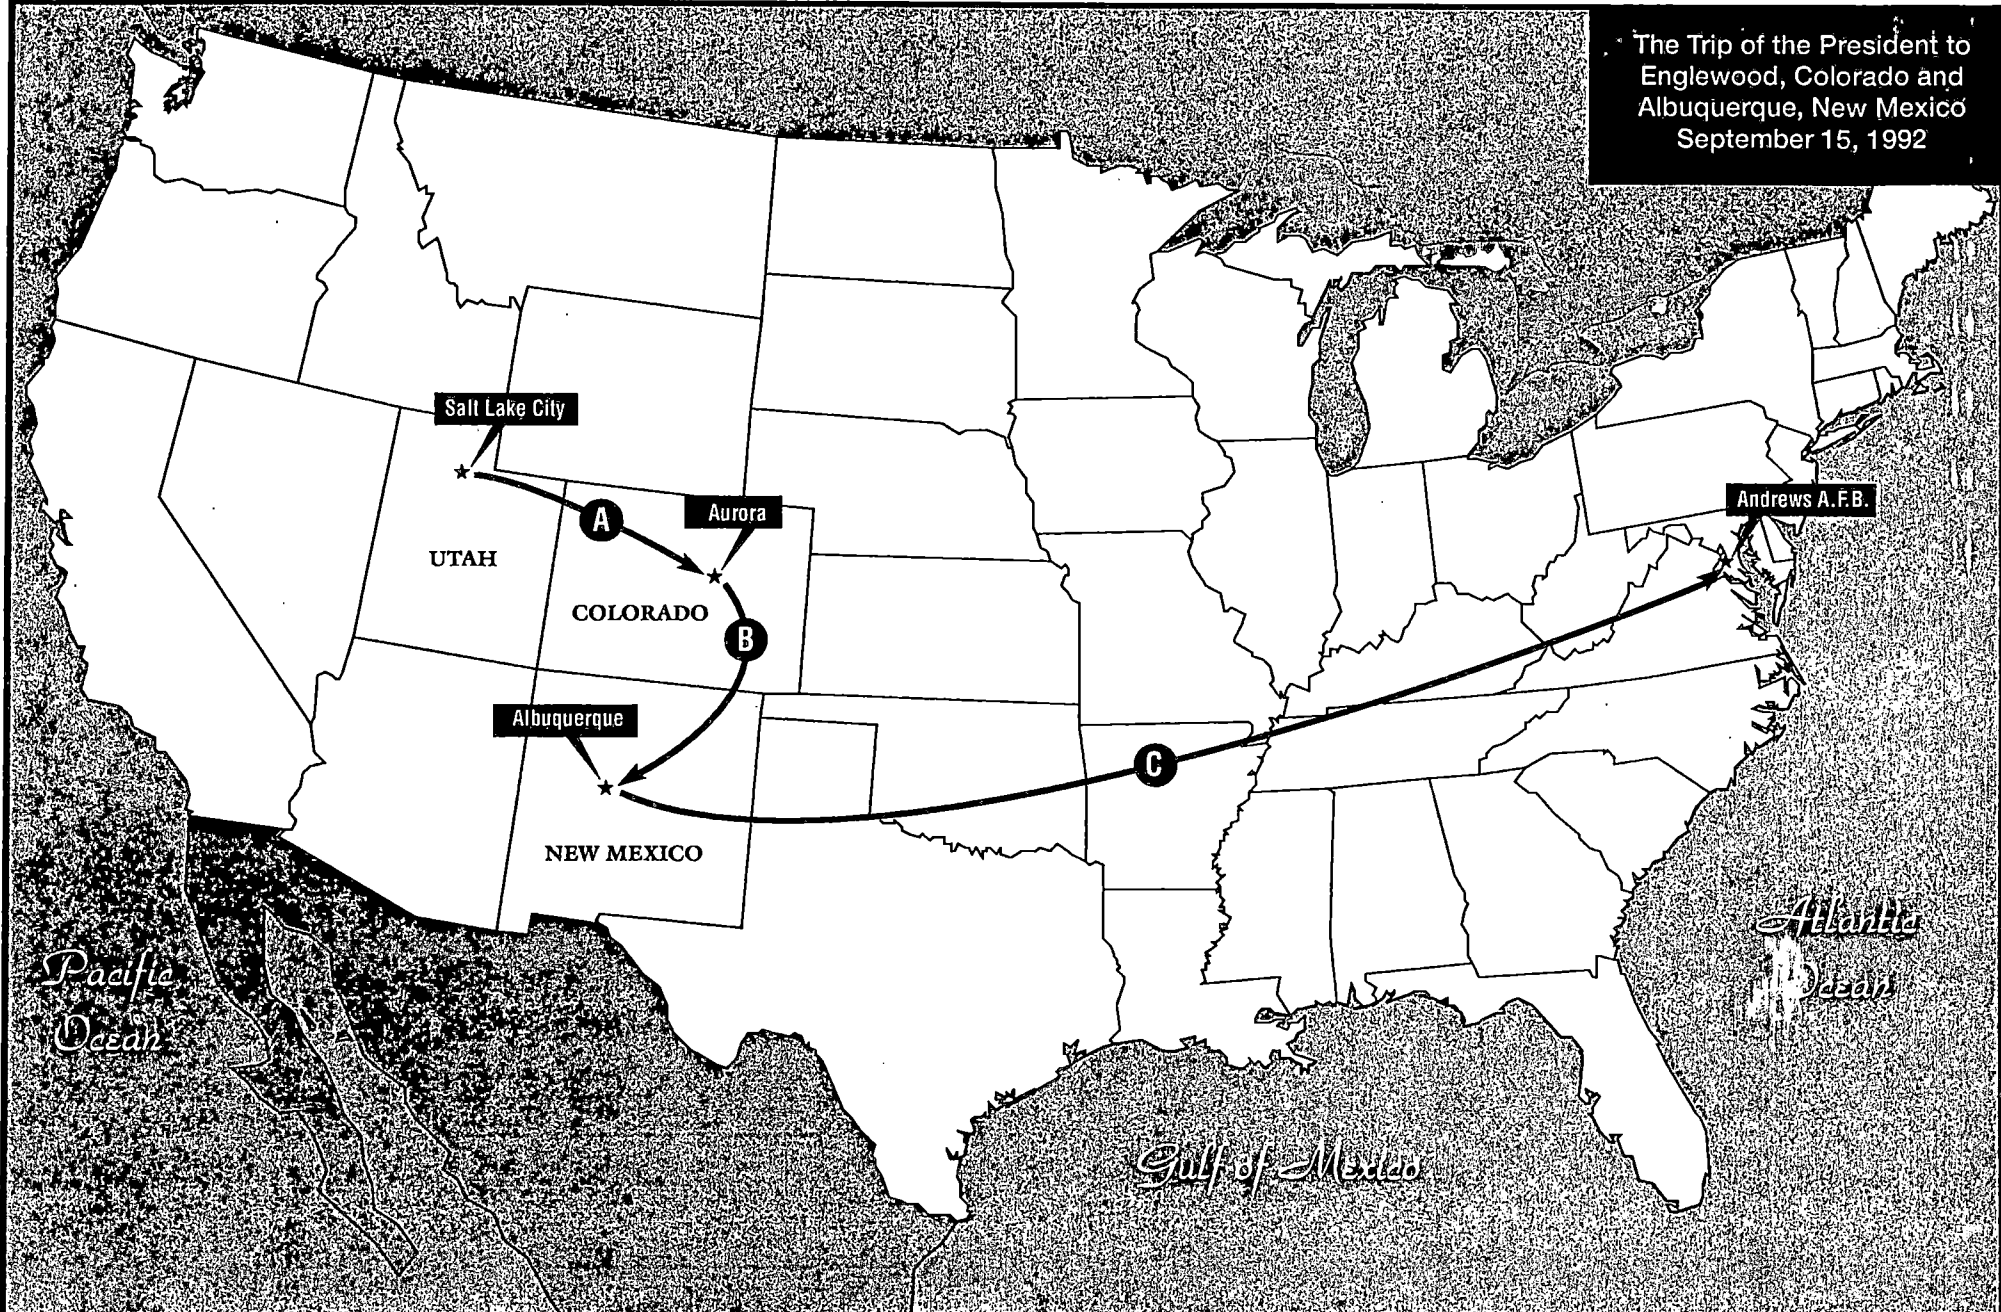 The Trip of the President to
Englewood, Colorado and
Albuquerque, New Mexico
September 15, 1992
Salt Lake City
Aurora
Andrews A.F.B.
A
UTAH
COLORADO
B
Albuquerque
C
NEW MEXICO
Pacific
Ocean
Atlantic
Ocean
Gulf of Mexico